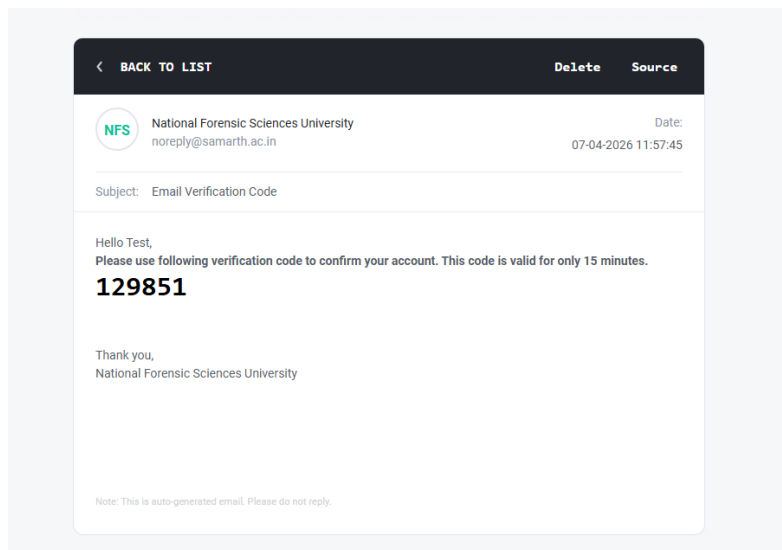 BACK TO LIST
Delete Source
NFS
National Forensic Sciences University
noreply@samarth.ac.in
Date:
07-04-2026 11:57:45
Subject: Email Verification Code
Hello Test,
Please use following verification code to confirm your account. This code is valid for only 15 minutes.
129851
Thank you,
National Forensic Sciences University
Note: This is auto-generated email. Please do not reply.